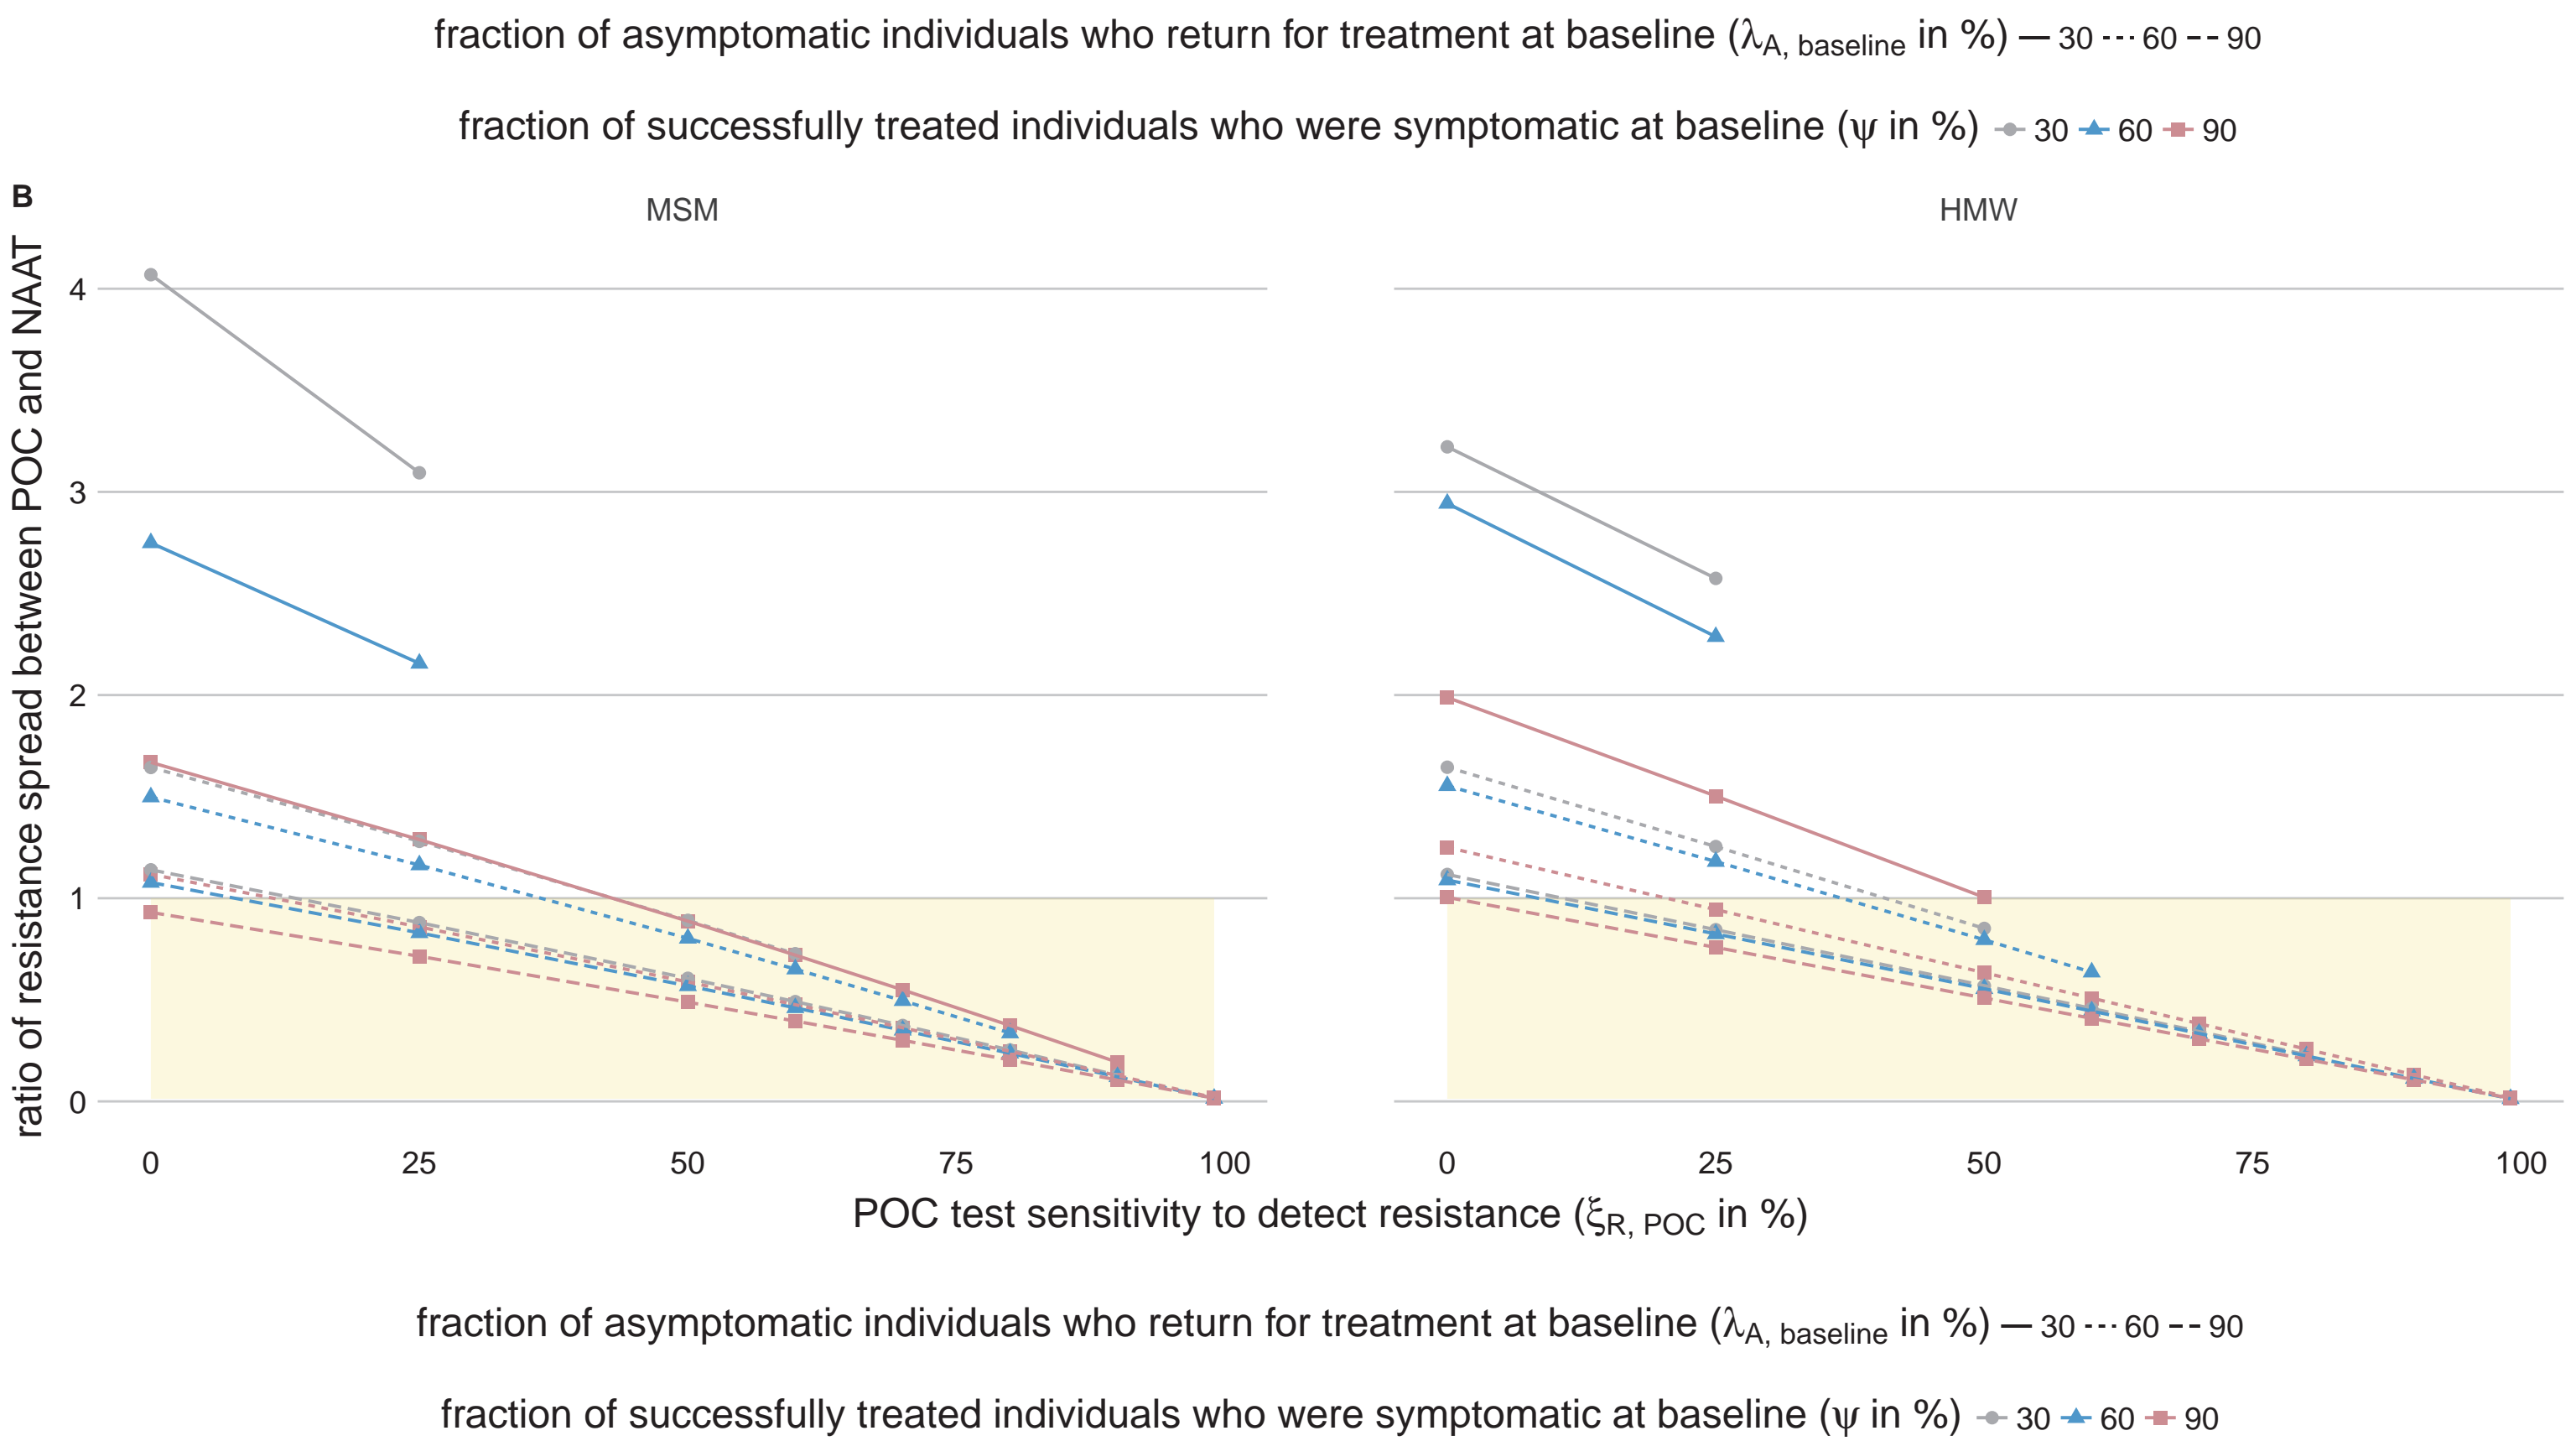 fraction of asymptomatic individuals who return for treatment at baseline (λA, baseline in %) 30 60 90
fraction of successfully treated individuals who were symptomatic at baseline (ψ in %) 30 60 90
B
MSM
HMW
ratio of resistance spread between POC and NAAT
4
3
2
1
0
0 25 50 75 100
0 25 50 75 100
POC test sensitivity to detect resistance (ξR, POC in %)
fraction of asymptomatic individuals who return for treatment at baseline (λA, baseline in %) 30 60 90
fraction of successfully treated individuals who were symptomatic at baseline (ψ in %) 30 60 90